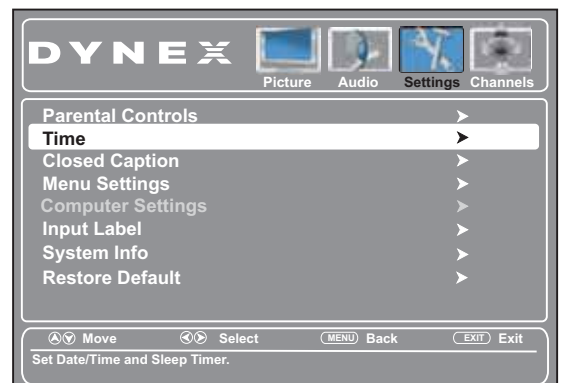 DYNEX
Picture Audio Settings Channels
Parental Controls
Time
Closed Caption
Menu Settings
Computer Settings
Input Label
System Info
Restore Default
Move Select MENU Back EXIT Exit
Set Date/Time and Sleep Timer.